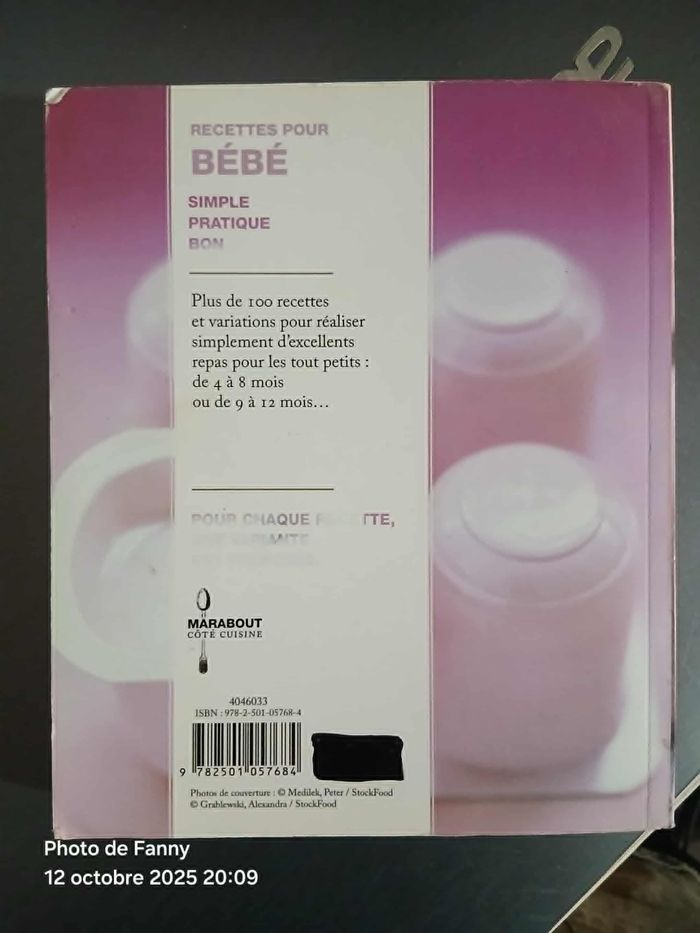 RECETTES POUR
BÉBÉ
SIMPLE
PRATIQUE
BON
Plus de 100 recettes
et variations pour réaliser
simplement d'excellents
repas pour les tout petits :
de 4 à 8 mois
ou de 9 à 12 mois...
POUR CHAQUE
MARABOUT
CÔTÉ CUISINE
4046033
ISBN : 978-2-501-05768-4
9 782501 057684
Photos de couverture : © Medilek, Peter / StockFood
© Grablewski, Alexandra / StockFood
Photo de Fanny
12 octobre 2025 20:09